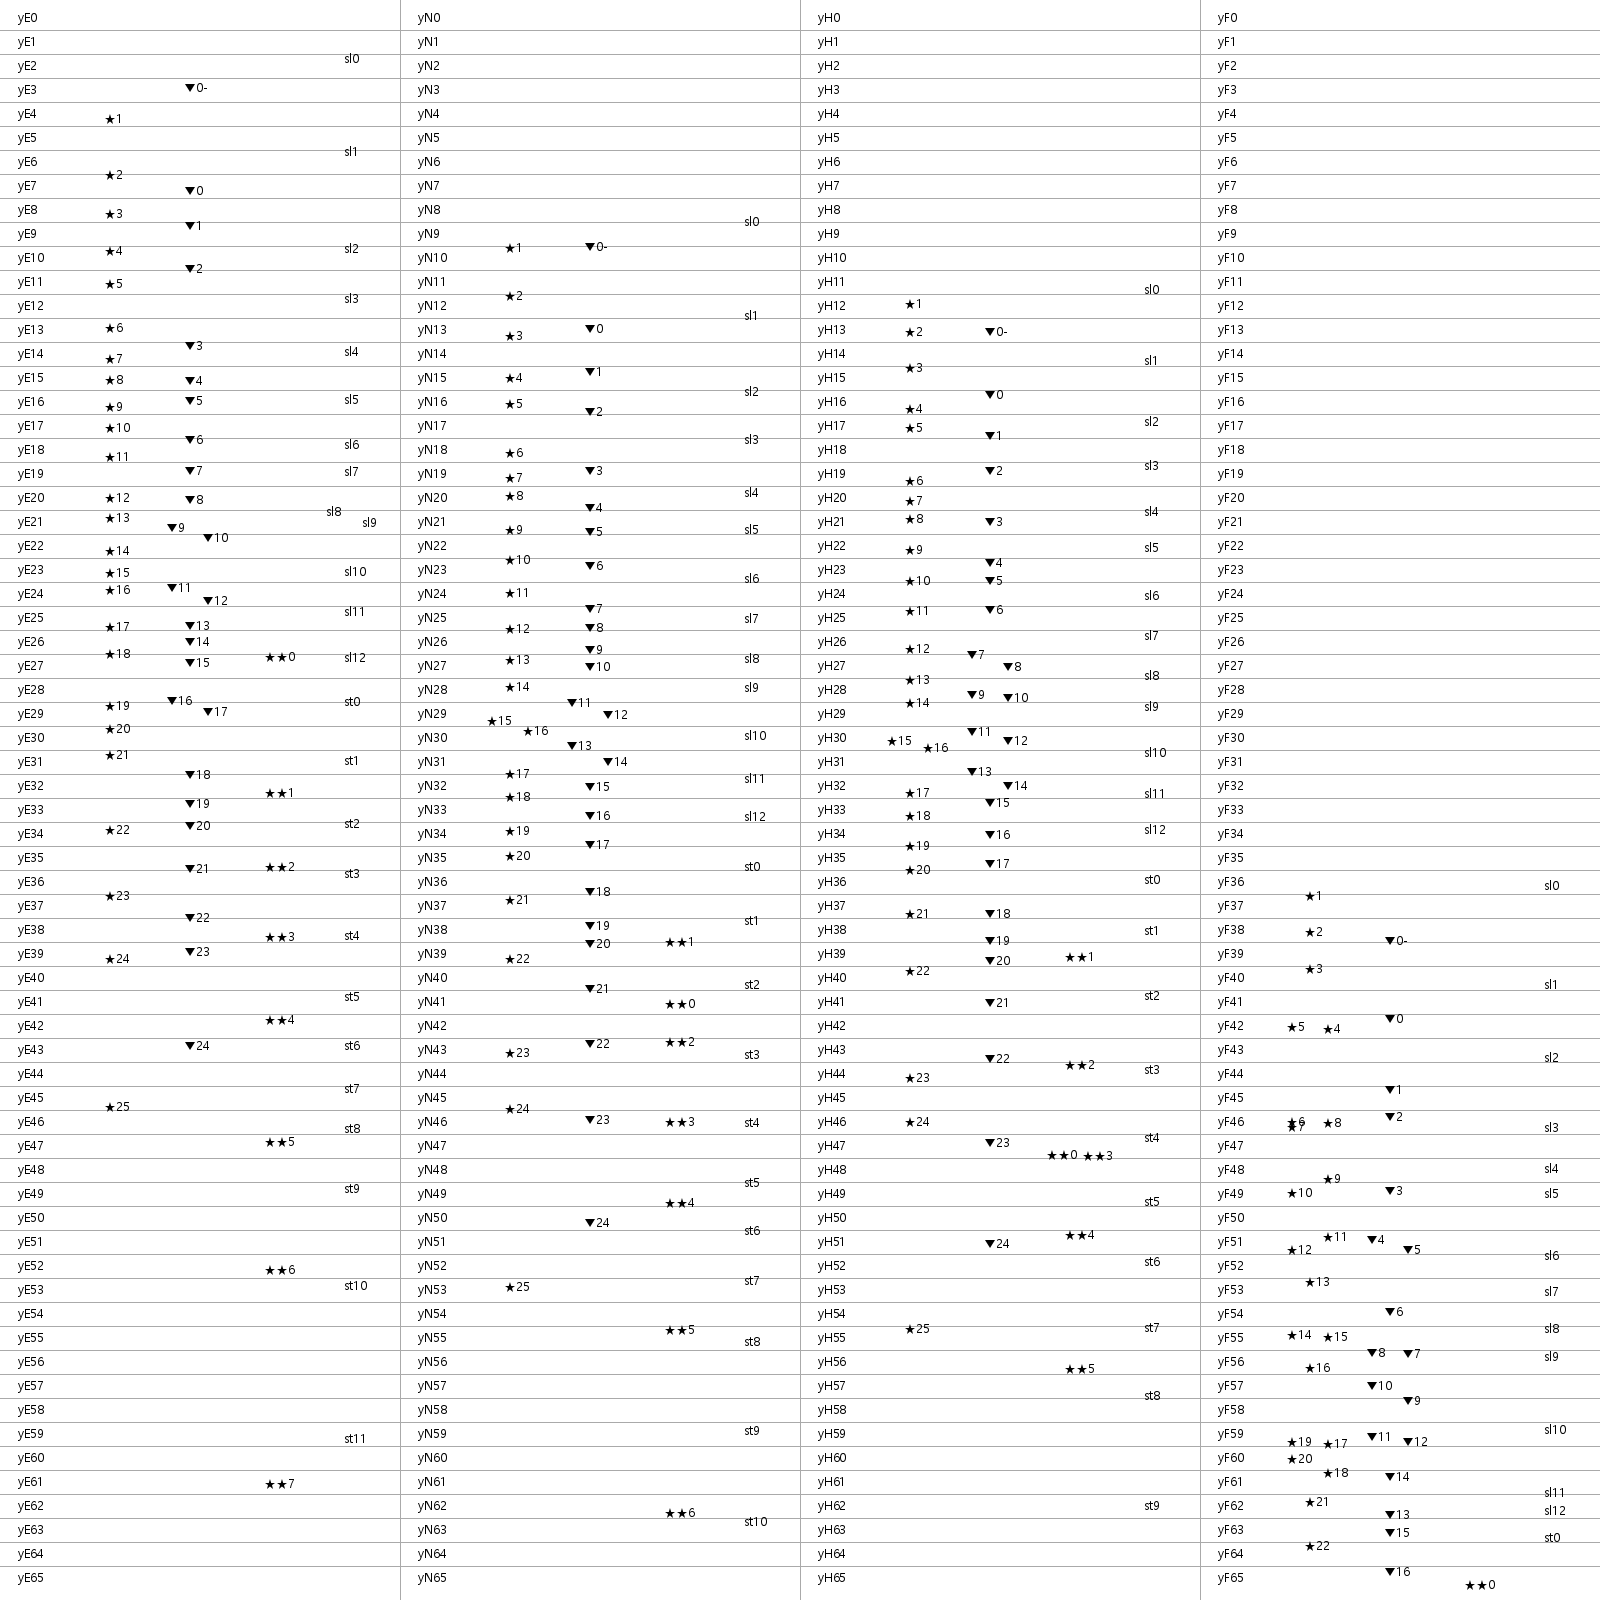 yE0
yE1
yE2 sl0
yE3 ▼0-
yE4 ★1
yE5
sl1
yE6
★2
yE7 ▼0
yE8 ★3
▼1
yE9
★4 sl2
yE10
▼2
yE11 ★5
sl3
yE12
yE13 ★6
▼3
yE14 ★7 sl4
yE15 ★8 ▼4
yE16 ★9 ▼5 sl5
yE17 ★10
▼6
yE18 ★11 sl6
yE19 ▼7 sl7
yE20 ★12 ▼8
sl8
yE21 ★13 ▼9 sl9
▼10
yE22 ★14
yE23 ★15 sl10
yE24 ★16 ▼11
▼12
yE25 sl11
★17 ▼13
yE26 ▼14
★18 ★★0 sl12
yE27 ▼15
yE28
▼16 st0
yE29 ★19 ▼17
yE30 ★20
★21
yE31 st1
▼18
yE32 ★★1
yE33 ▼19
yE34 ★22 ▼20 st2
yE35 ▼21 ★★2
yE36 st3
★23
yE37
▼22
yE38 ★★3 st4
yE39 ★24 ▼23
yE40
yE41 st5
yE42 ★★4
yE43 ▼24 st6
yE44
st7
yE45 ★25
yE46 st8
yE47 ★★5
yE48
yE49 st9
yE50
yE51
yE52 ★★6
yE53 st10
yE54
yE55
yE56
yE57
yE58
yE59 st11
yE60
yE61 ★★7
yE62
yE63
yE64
yE65
yN0
yN1
yN2
yN3
yN4
yN5
yN6
yN7
yN8
sl0
yN9
★1 ▼0-
yN10
yN11
★2
yN12
sl1
yN13 ★3 ▼0
yN14
▼1
yN15 ★4
sl2
yN16 ★5 ▼2
yN17
sl3
yN18 ★6
yN19 ★7 ▼3
yN20 ★8 sl4
▼4
yN21 ★9 ▼5 sl5
yN22
★10
yN23 ▼6
sl6
yN24 ★11
▼7
yN25 sl7
★12 ▼8
yN26 ▼9
★13 sl8
yN27 ▼10
yN28 ★14 sl9
▼11
yN29 ★15 ▼12
★16
yN30 ▼13 sl10
yN31 ▼14
★17
yN32 ▼15 sl11
★18
yN33 ▼16 sl12
yN34 ★19
▼17
yN35 ★20
st0
yN36 ▼18
★21
yN37
st1
yN38 ▼19
▼20 ★★1
yN39 ★22
yN40 ▼21 st2
yN41 ★★0
yN42
yN43 ★23 ▼22 ★★2 st3
yN44
yN45
★24
yN46 ▼23 ★★3 st4
yN47
yN48
st5
yN49 ★★4
yN50 ▼24
st6
yN51
yN52
yN53 ★25 st7
yN54
yN55 ★★5 st8
yN56
yN57
yN58
yN59 st9
yN60
yN61
yN62 ★★6
yN63 st10
yN64
yN65
yH0
yH1
yH2
yH3
yH4
yH5
yH6
yH7
yH8
yH9
yH10
yH11 sl0
yH12 ★1
yH13 ★2 ▼0-
yH14 sl1
yH15 ★3
▼0
yH16 ★4
sl2
yH17 ★5 ▼1
yH18
sl3
yH19 ★6 ▼2
yH20 ★7
sl4
yH21 ★8 ▼3
yH22 ★9 sl5
yH23 ▼4
★10 ▼5
yH24 sl6
yH25 ★11 ▼6
sl7
yH26 ★12 ▼7
yH27 ▼8
★13 sl8
yH28 ▼9 ▼10
yH29 ★14 sl9
▼11
yH30 ★15 ★16 ▼12
sl10
yH31 ▼13
yH32 ★17 ▼14 sl11
▼15
yH33 ★18
sl12
yH34 ★19 ▼16
yH35 ▼17
★20
yH36 st0
yH37 ★21 ▼18
yH38 ▼19 st1
yH39 ▼20 ★★1
yH40 ★22
st2
yH41 ▼21
yH42
yH43 ▼22
★★2
yH44 ★23 st3
yH45
yH46 ★24
st4
yH47 ▼23 ★★0 ★★3
yH48
yH49 st5
yH50
★★4
yH51 ▼24
yH52 st6
yH53
yH54
yH55 ★25 st7
yH56 ★★5
yH57
st8
yH58
yH59
yH60
yH61
yH62 st9
yH63
yH64
yH65
yF0
yF1
yF2
yF3
yF4
yF5
yF6
yF7
yF8
yF9
yF10
yF11
yF12
yF13
yF14
yF15
yF16
yF17
yF18
yF19
yF20
yF21
yF22
yF23
yF24
yF25
yF26
yF27
yF28
yF29
yF30
yF31
yF32
yF33
yF34
yF35
yF36 sl0
★1
yF37
yF38 ★2
▼0-
yF39
★3
yF40 sl1
yF41
▼0
yF42 ★5 ★4
yF43 sl2
yF44
▼1
yF45
yF46 ★6 ★8 ▼2
★7 sl3
yF47
yF48 sl4
★9
yF49 ★10 ▼3 sl5
yF50
yF51 ★11 ▼4
★12 ▼5 sl6
yF52
★13
yF53 sl7
yF54 ▼6
yF55 ★14 ★15 sl8
▼8 ▼7 sl9
yF56 ★16
yF57 ▼10
▼9
yF58
yF59 ★19 ★17 ▼11 ▼12 sl10
yF60 ★20
★18
yF61 ▼14
sl11
yF62 ★21 sl12
▼13
yF63 ▼15 st0
yF64 ★22
▼16
yF65 ★★0